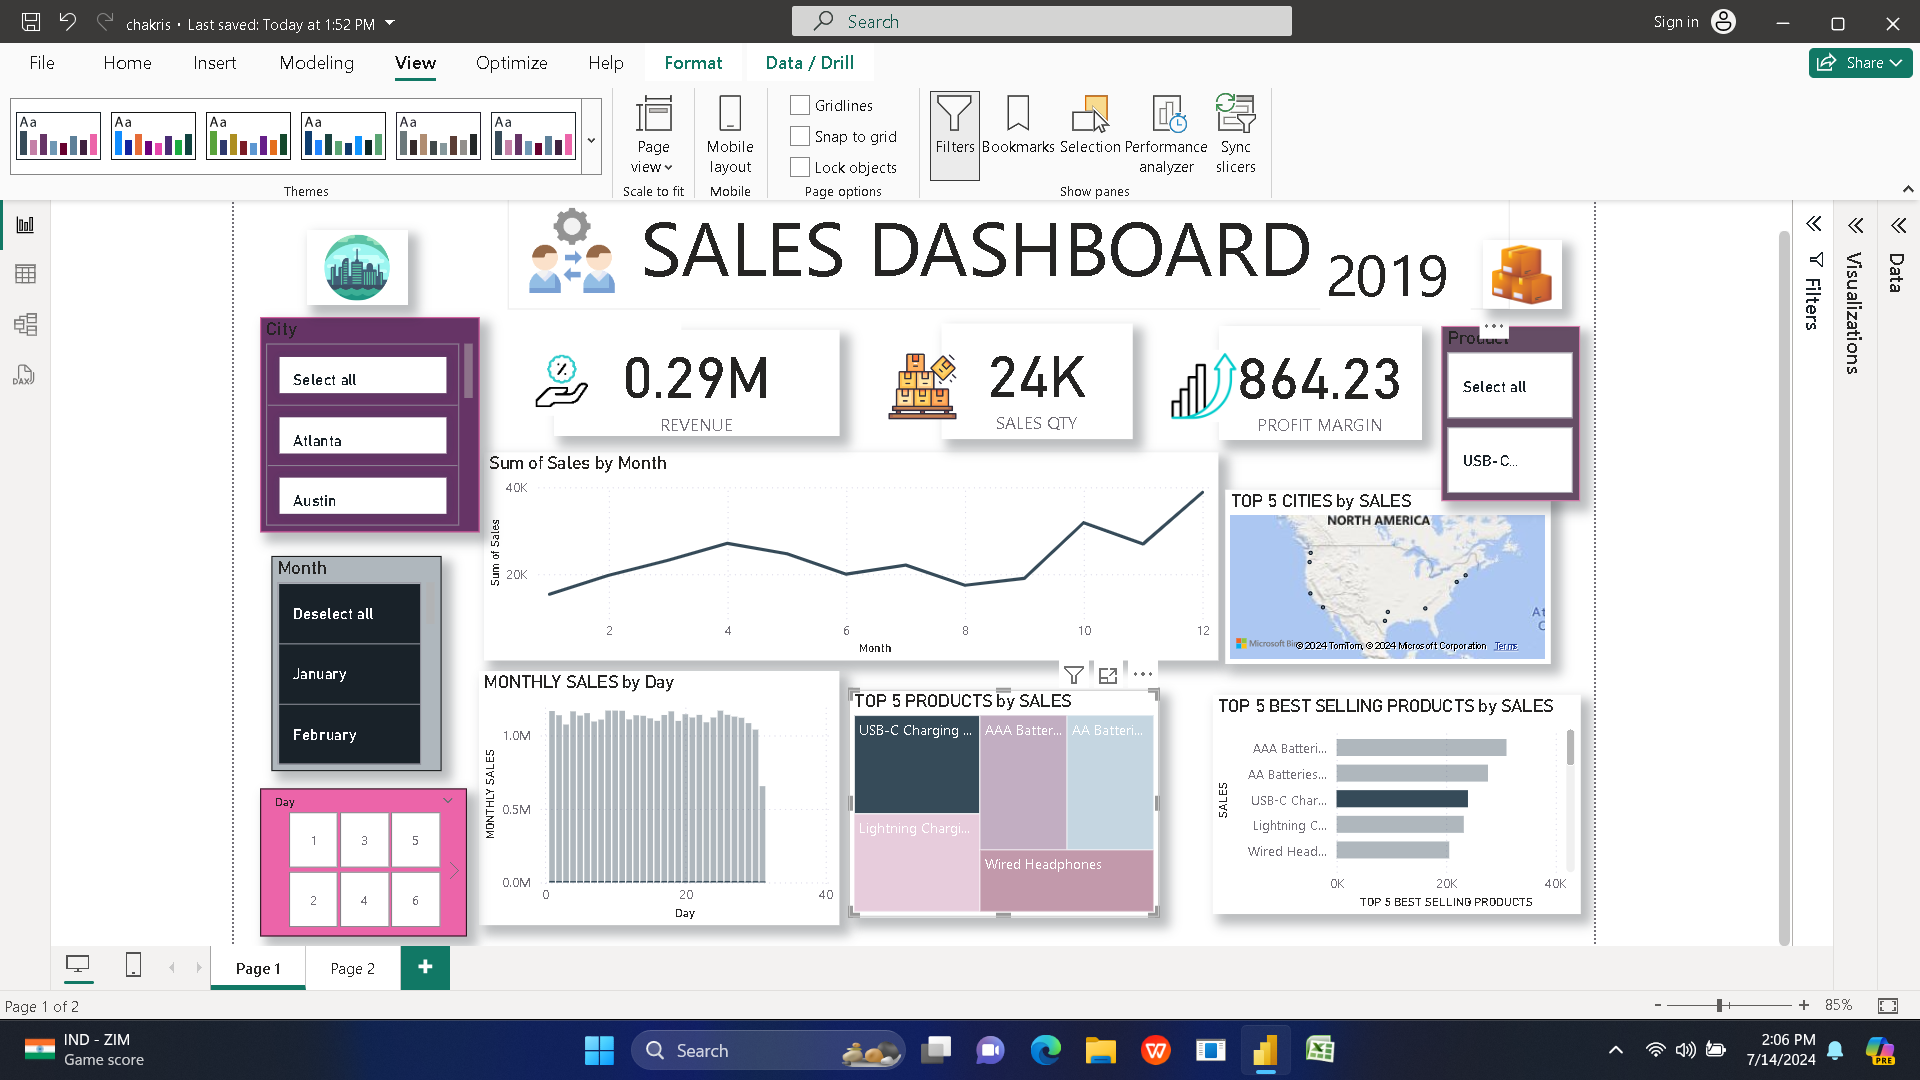 chakris • Last saved: Today at 1:52 PM
Search
Sign in
File
Home
Insert
Modeling
View
Optimize
Help
Format
Data / Drill
Share
Aa
Aa
Aa
Aa
Aa
Aa
Themes
Page view
Scale to fit
Mobile layout
Mobile
Gridlines
Snap to grid
Lock objects
Page options
Filters
Bookmarks
Selection
Performance analyzer
Sync slicers
Show panes
SALES DASHBOARD
2019
City
Select all
Atlanta
Austin
0.29M
REVENUE
24K
SALES QTY
864.23
PROFIT MARGIN
Product
Select all
USB-C...
Filters
Visualizations
Data
Sum of Sales by Month
Sum of Sales
40K
20K
2
4
6
8
10
12
Month
TOP 5 CITIES by SALES
NORTH AMERICA
Microsoft Bi
© 2024 TomTom, © 2024 Microsoft Corporation
Terms
Month
Deselect all
January
February
Day
1
3
5
2
4
6
MONTHLY SALES by Day
MONTHLY SALES
1.0M
0.5M
0.0M
0
20
40
Day
TOP 5 PRODUCTS by SALES
USB-C Charging ...
AAA Batter...
AA Batteri...
Lightning Chargi...
Wired Headphones
TOP 5 BEST SELLING PRODUCTS by SALES
SALES
AAA Batteri...
AA Batteries...
USB-C Char...
Lightning C...
Wired Head...
0K
20K
40K
TOP 5 BEST SELLING PRODUCTS
Page 1
Page 2
Page 1 of 2
85%
IND - ZIM
Game score
Search
2:06 PM
7/14/2024
PRE